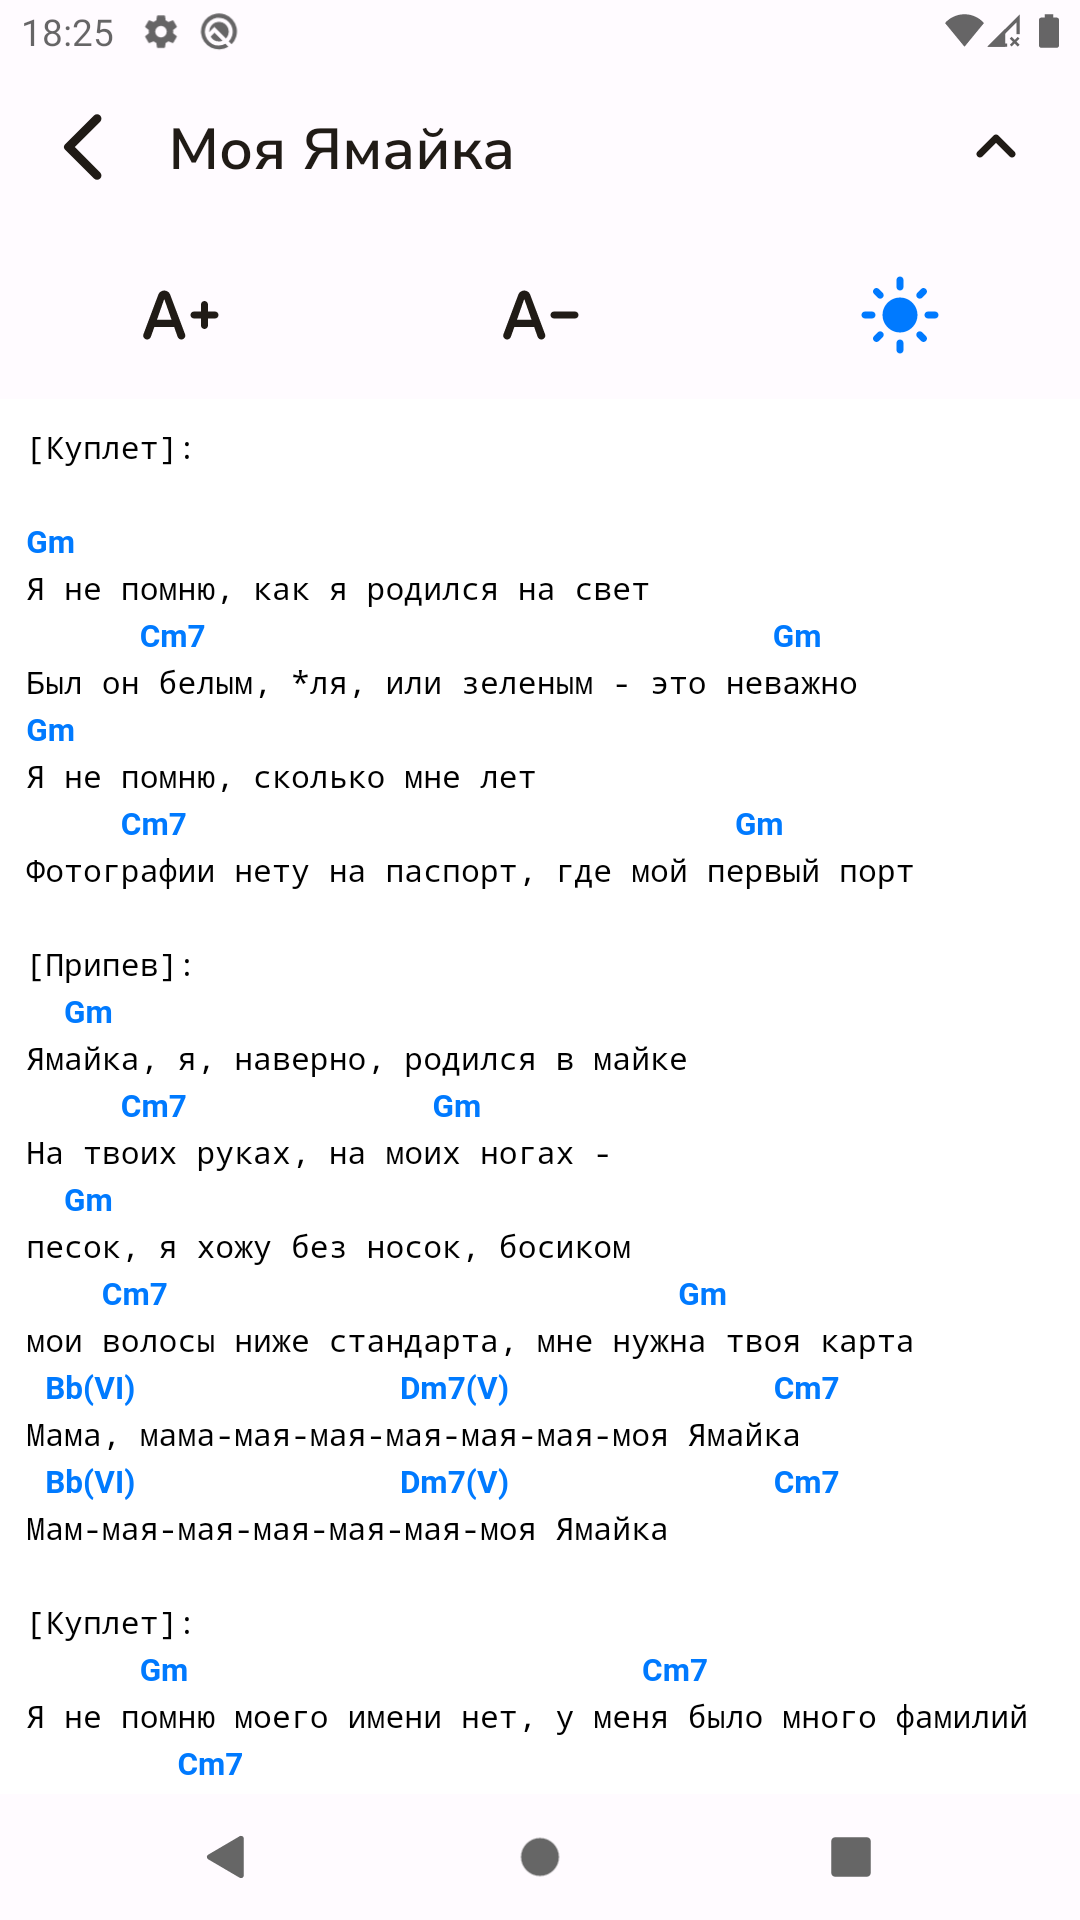 18:25
Моя Ямайка
A+ A-
[Куплет]:
Gm
Я не помню, как я родился на свет
Cm7 Gm
Был он белым, *ля, или зеленым - это неважно
Gm
Я не помню, сколько мне лет
Cm7 Gm
Фотографии нету на паспорт, где мой первый порт
[Припев]:
Gm
Ямайка, я, наверно, родился в майке
Cm7 Gm
На твоих руках, на моих ногах -
Gm
песок, я хожу без носок, босиком
Cm7 Gm
мои волосы ниже стандарта, мне нужна твоя карта
Bb(VI) Dm7(V) Cm7
Мама, мама-мая-мая-мая-мая-мая-моя Ямайка
Bb(VI) Dm7(V) Cm7
Мам-мая-мая-мая-мая-мая-моя Ямайка
[Куплет]:
Gm Cm7
Я не помню моего имени нет, у меня было много фамилий
Cm7